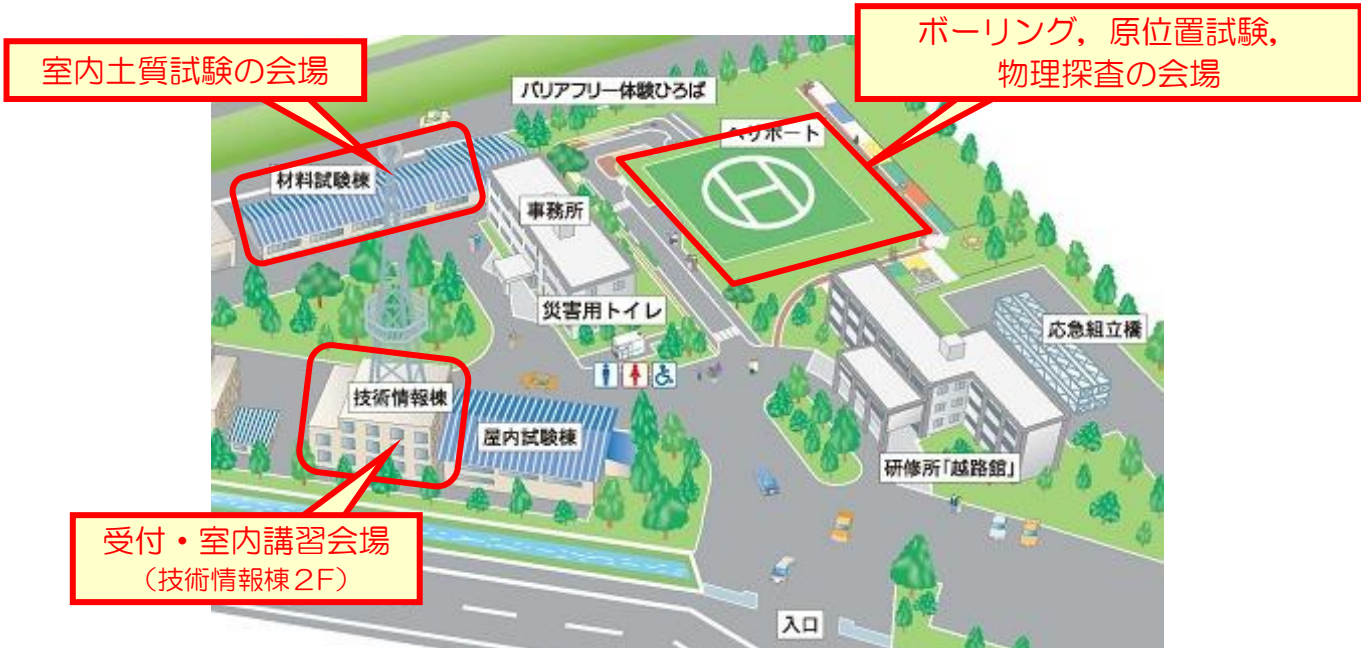 室内土質試験の会場
ボーリング，原位置試験，
物理探査の会場
バリアフリー体験ひろば
ヘリポート
材料試験棟
事務所
災害用トイレ
応急組立橋
技術情報棟
屋内試験棟
研修所「越路館」
受付・室内講習会場
（技術情報棟２F）
入口